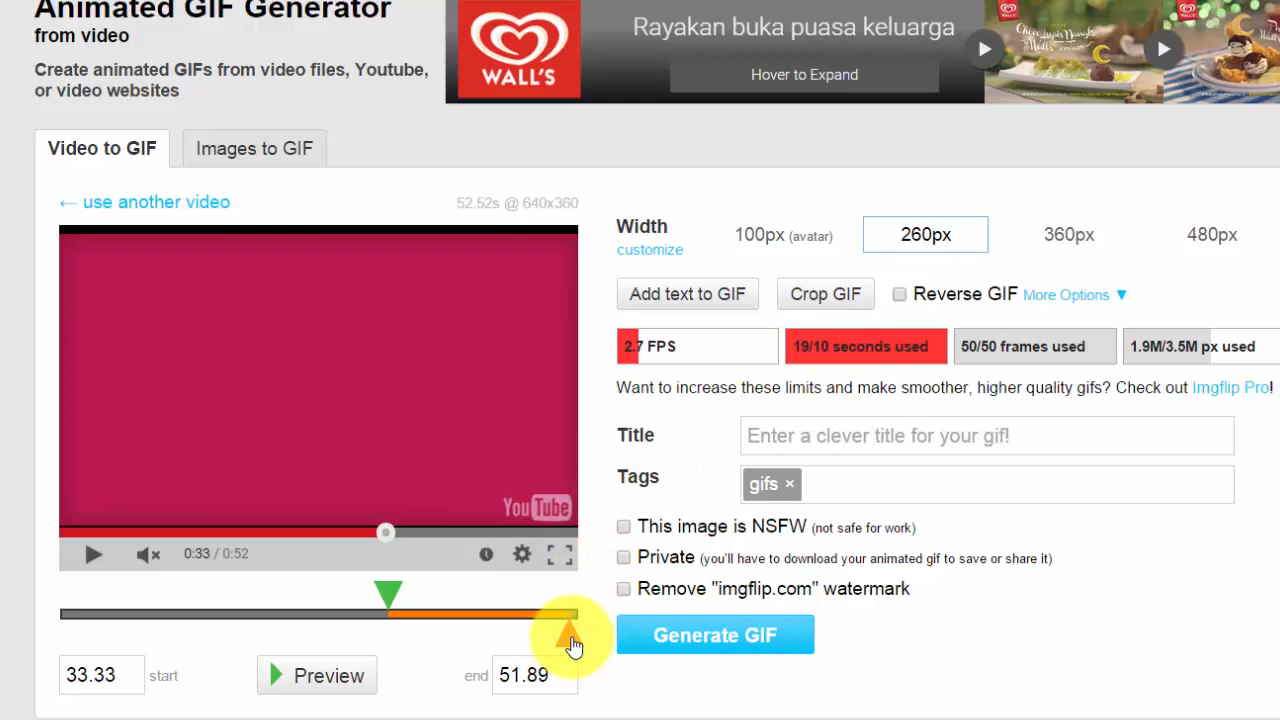 Animated GIF Generator
from video
Create animated GIFs from video files, Youtube,
or video websites
WALL'S
Rayakan buka puasa keluarga
Hover to Expand
Video to GIF
Images to GIF
← use another video
52.52s @ 640x360
YouTube
0:33 / 0:52
33.33 start
Preview
end 51.89
Width
customize
100px (avatar)
260px
360px
480px
Add text to GIF
Crop GIF
Reverse GIF More Options ▼
2.7 FPS
19/10 seconds used
50/50 frames used
1.9M/3.5M px used
Want to increase these limits and make smoother, higher quality gifs? Check out Imgflip Pro!
Title
Enter a clever title for your gif!
Tags
gifs ×
This image is NSFW (not safe for work)
Private (you'll have to download your animated gif to save or share it)
Remove "imgflip.com" watermark
Generate GIF